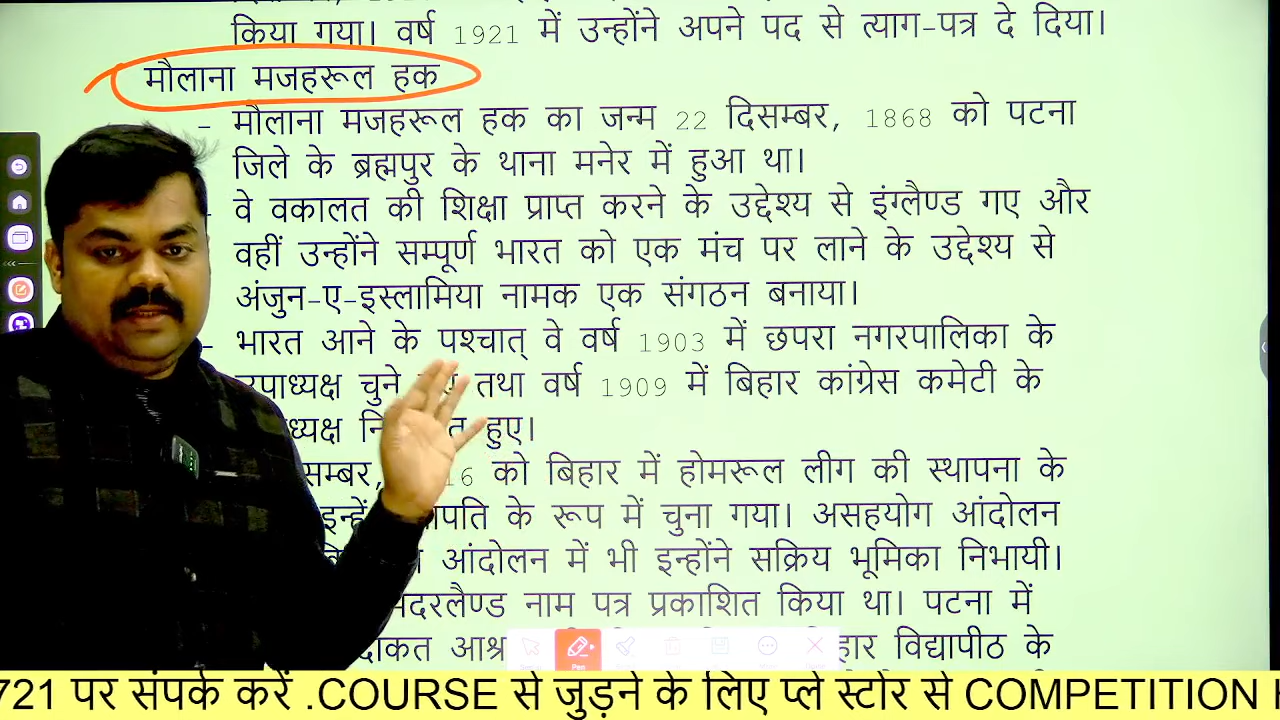 किया गया। वर्ष 1921 में उन्होंने अपने पद से त्याग-पत्र दे दिया।
मौलाना मजहरूल हक
- मौलाना मजहरूल हक का जन्म 22 दिसम्बर, 1868 को पटना
जिले के ब्रह्मपुर के थाना मनेर में हुआ था।
- वे वकालत की शिक्षा प्राप्त करने के उद्देश्य से इंग्लैण्ड गए और
वहीं उन्होंने सम्पूर्ण भारत को एक मंच पर लाने के उद्देश्य से
अंजुन-ए-इस्लामिया नामक एक संगठन बनाया।
- भारत आने के पश्चात् वे वर्ष 1903 में छपरा नगरपालिका के
चुने तथा वर्ष 1909 में बिहार कांग्रेस कमेटी के
हुए।
को बिहार में होमरूल लीग की स्थापना के
के रूप में चुना गया। असहयोग आंदोलन
आंदोलन में भी इन्होंने सक्रिय भूमिका निभायी।
नाम पत्र प्रकाशित किया था। पटना में
विद्यापीठ के
721 पर संपर्क करें .COURSE से जुड़ने के लिए प्ले स्टोर से COMPETITION